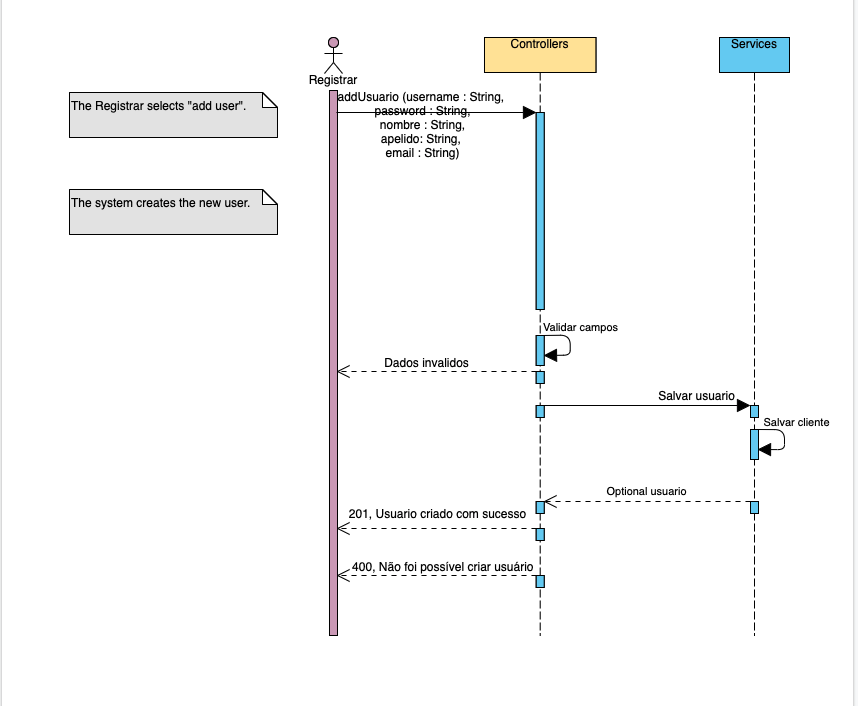 Controllers
Services
Registrar
The Registrar selects "add user".
addUsuario (username : String,
password : String,
nombre : String,
apelido: String,
email : String)
The system creates the new user.
Validar campos
Dados invalidos
Salvar usuario
Salvar cliente
Optional usuario
201, Usuario criado com sucesso
400, Não foi possível criar usuário